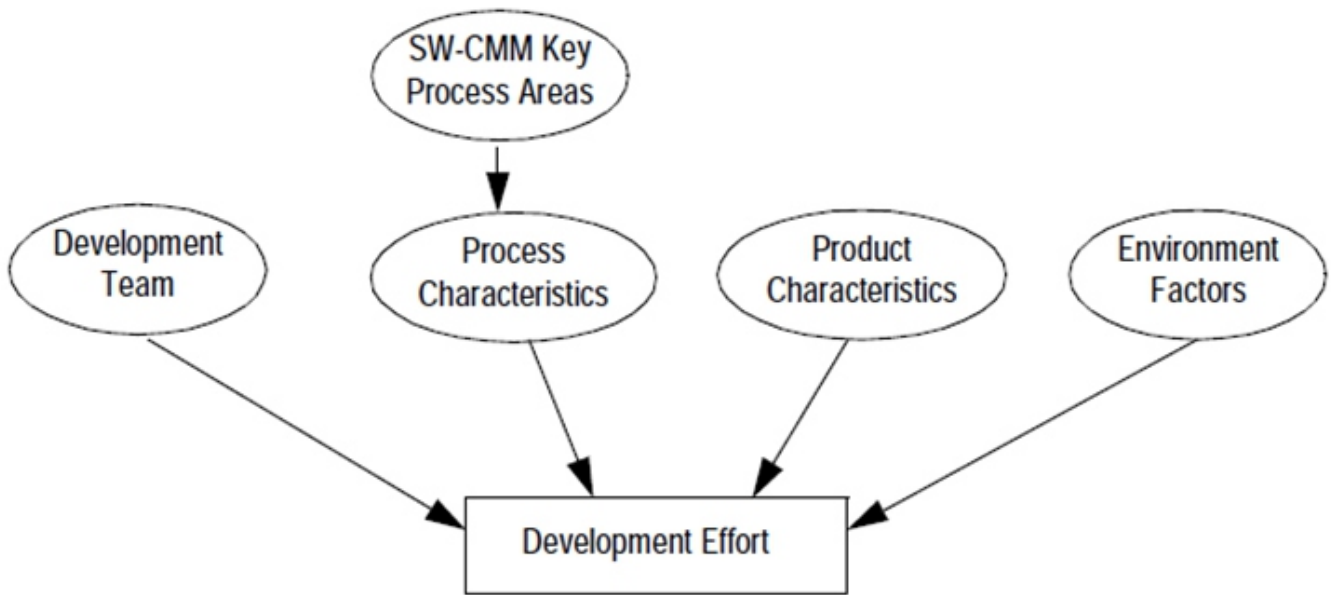 SW-CMM Key
Process Areas
Development
Team
Process
Characteristics
Product
Characteristics
Environment
Factors
Development Effort